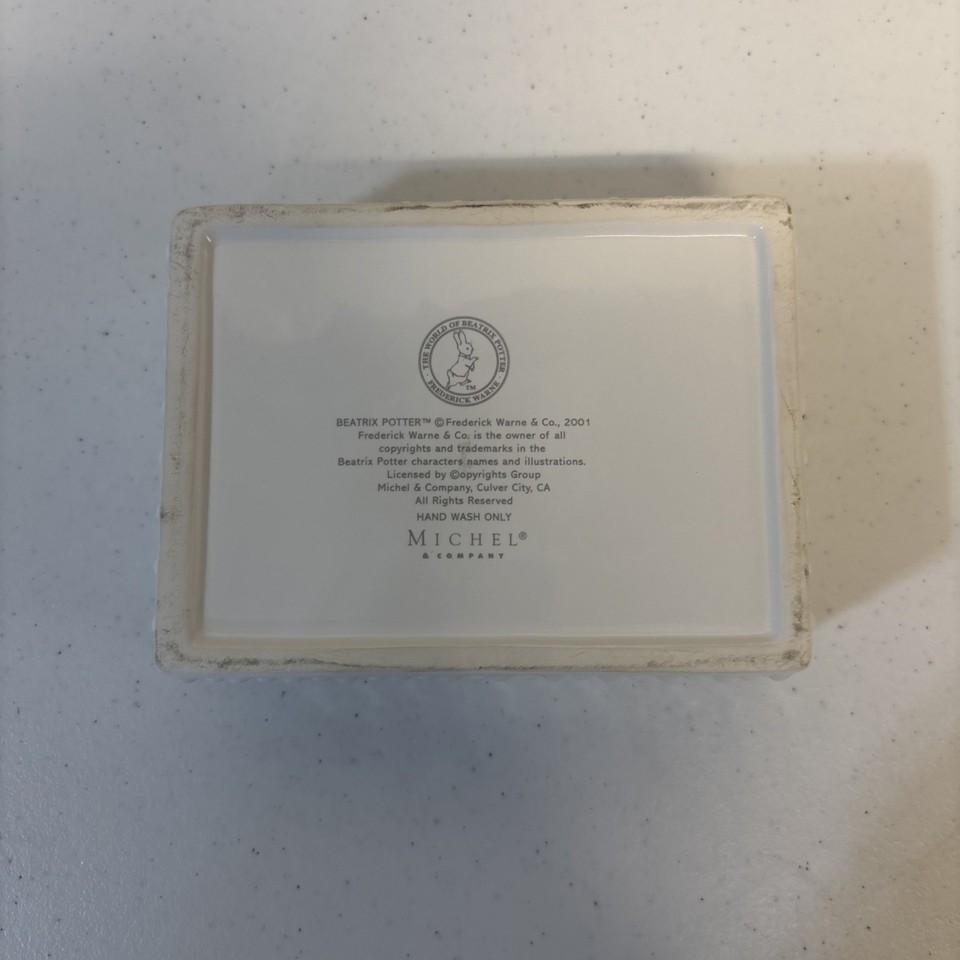 THE WORLD OF BEATRIX POTTER
· FREDERICK WARNE ·
TM
BEATRIX POTTER™ ©Frederick Warne & Co., 2001
Frederick Warne & Co. is the owner of all
copyrights and trademarks in the
Beatrix Potter characters names and illustrations.
Licensed by ©opyrights Group
Michel & Company, Culver City, CA
All Rights Reserved
HAND WASH ONLY
MICHEL®
& COMPANY